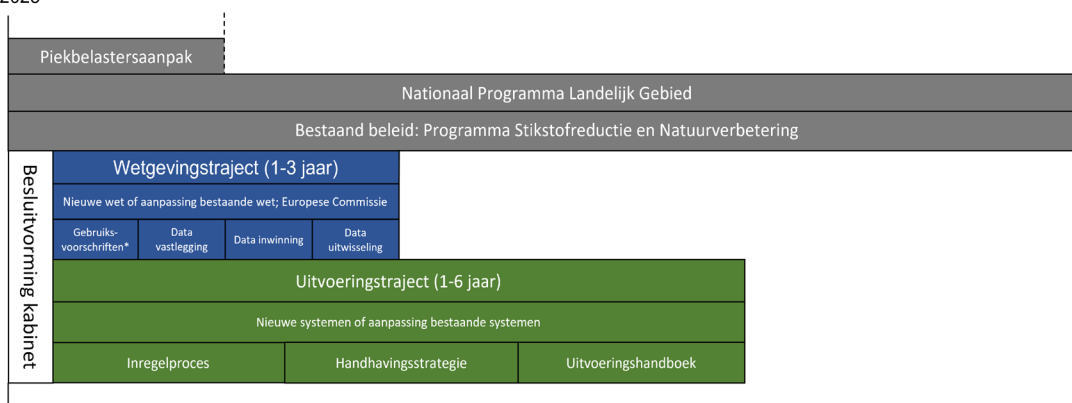 Piekbelastersaanpak
Nationaal Programma Landelijk Gebied
Bestaand beleid: Programma Stikstofreductie en Natuurverbetering
Besluitvorming kabinet
Wetgevingstraject (1-3 jaar)
Nieuwe wet of aanpassing bestaande wet; Europese Commissie
Gebruiks-
voorschriften*
Data
vastlegging
Data inwinning
Data
uitwisseling
Uitvoeringstraject (1-6 jaar)
Nieuwe systemen of aanpassing bestaande systemen
Inregelproces
Handhavingsstrategie
Uitvoeringshandboek